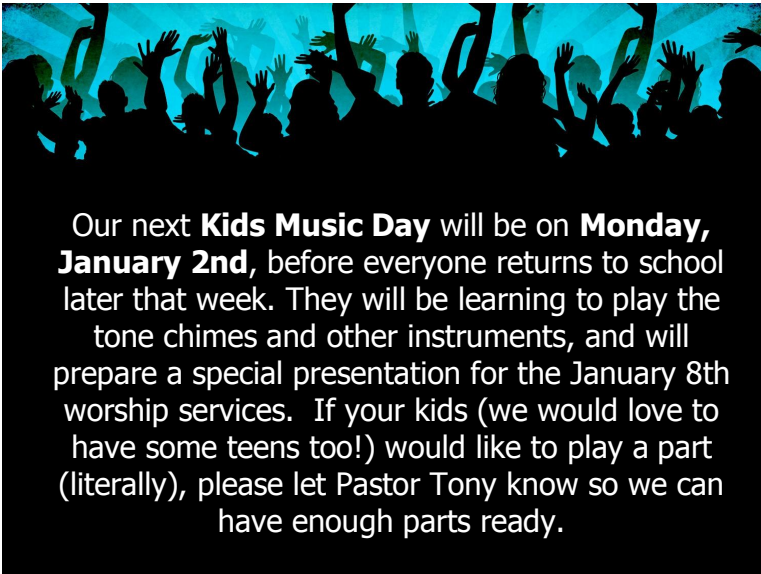 Our next Kids Music Day will be on Monday,
January 2nd, before everyone returns to school
later that week. They will be learning to play the
tone chimes and other instruments, and will
prepare a special presentation for the January 8th
worship services.  If your kids (we would love to
have some teens too!) would like to play a part
(literally), please let Pastor Tony know so we can
have enough parts ready.